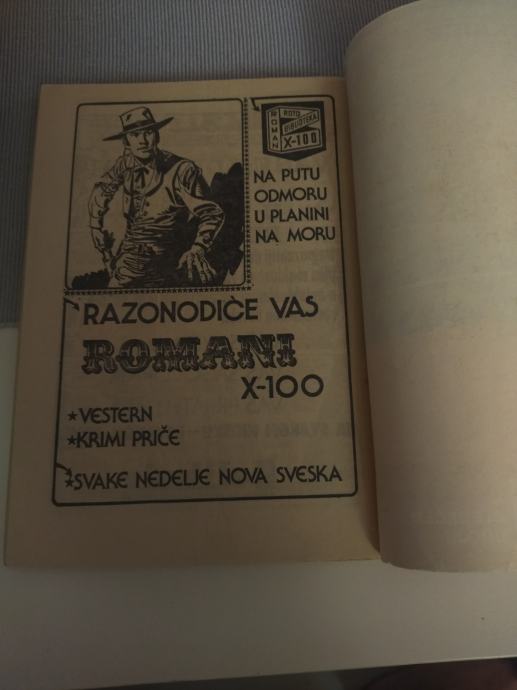 ROMAN
ROTO
BIBLIOTEKA
X-100
NA PUTU
ODMORU
U PLANINI
NA MORU
RAZONODIĆE VAS
ROMANI
X-100
★VESTERN
★KRIMI PRIČE
★SVAKE NEDELJE NOVA SVESKA